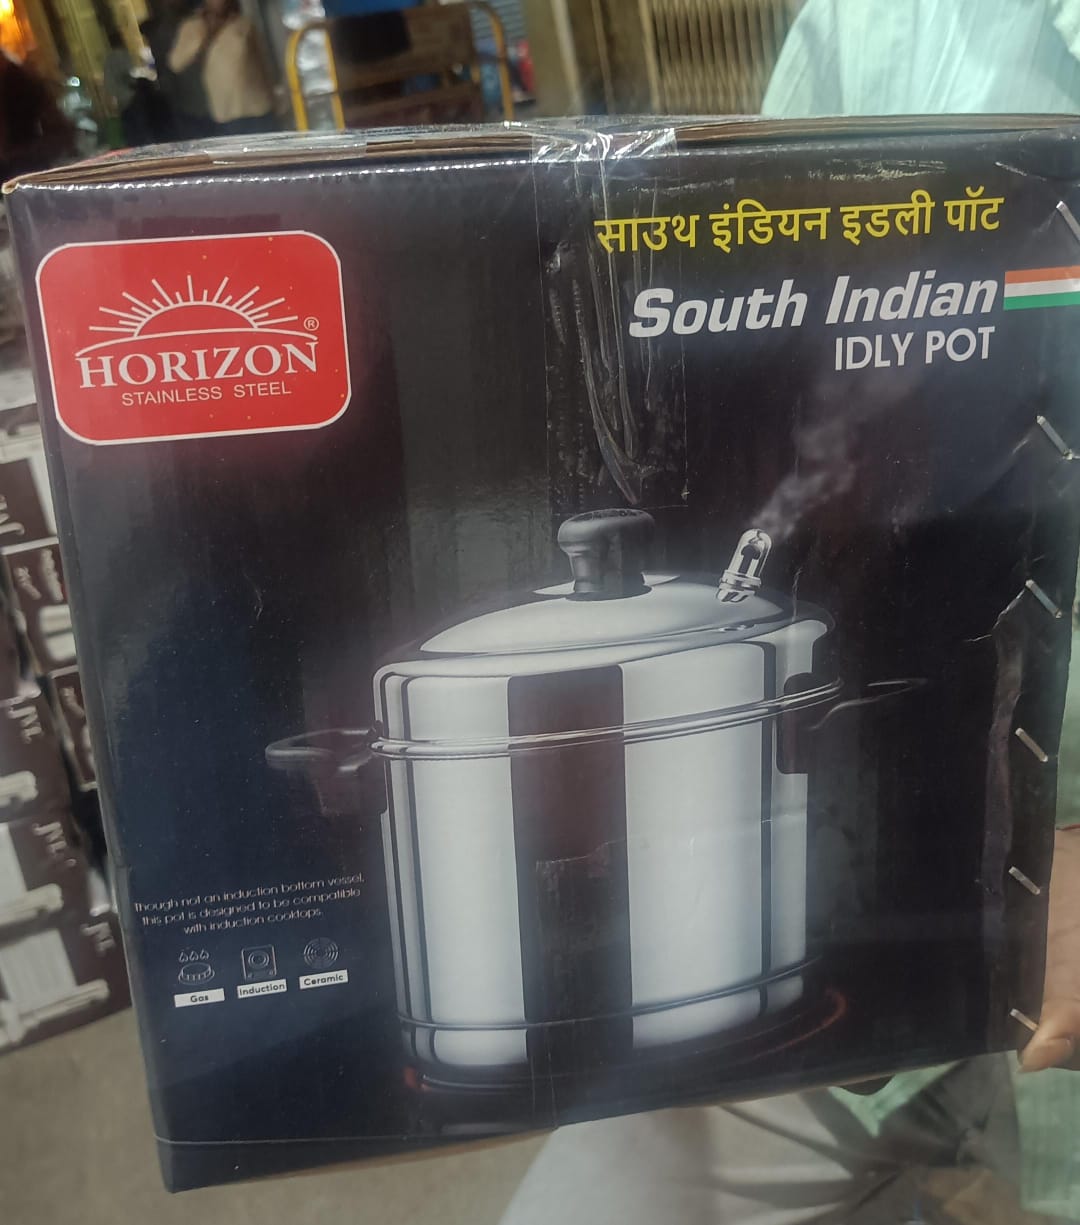 साउथ इंडियन इडली पॉट
South Indian
IDLY POT
HORIZON
®
STAINLESS STEEL
Though not an induction bottom vessel,
this pot is designed to be compatible
with induction cooktops.
Gas
Induction
Ceramic